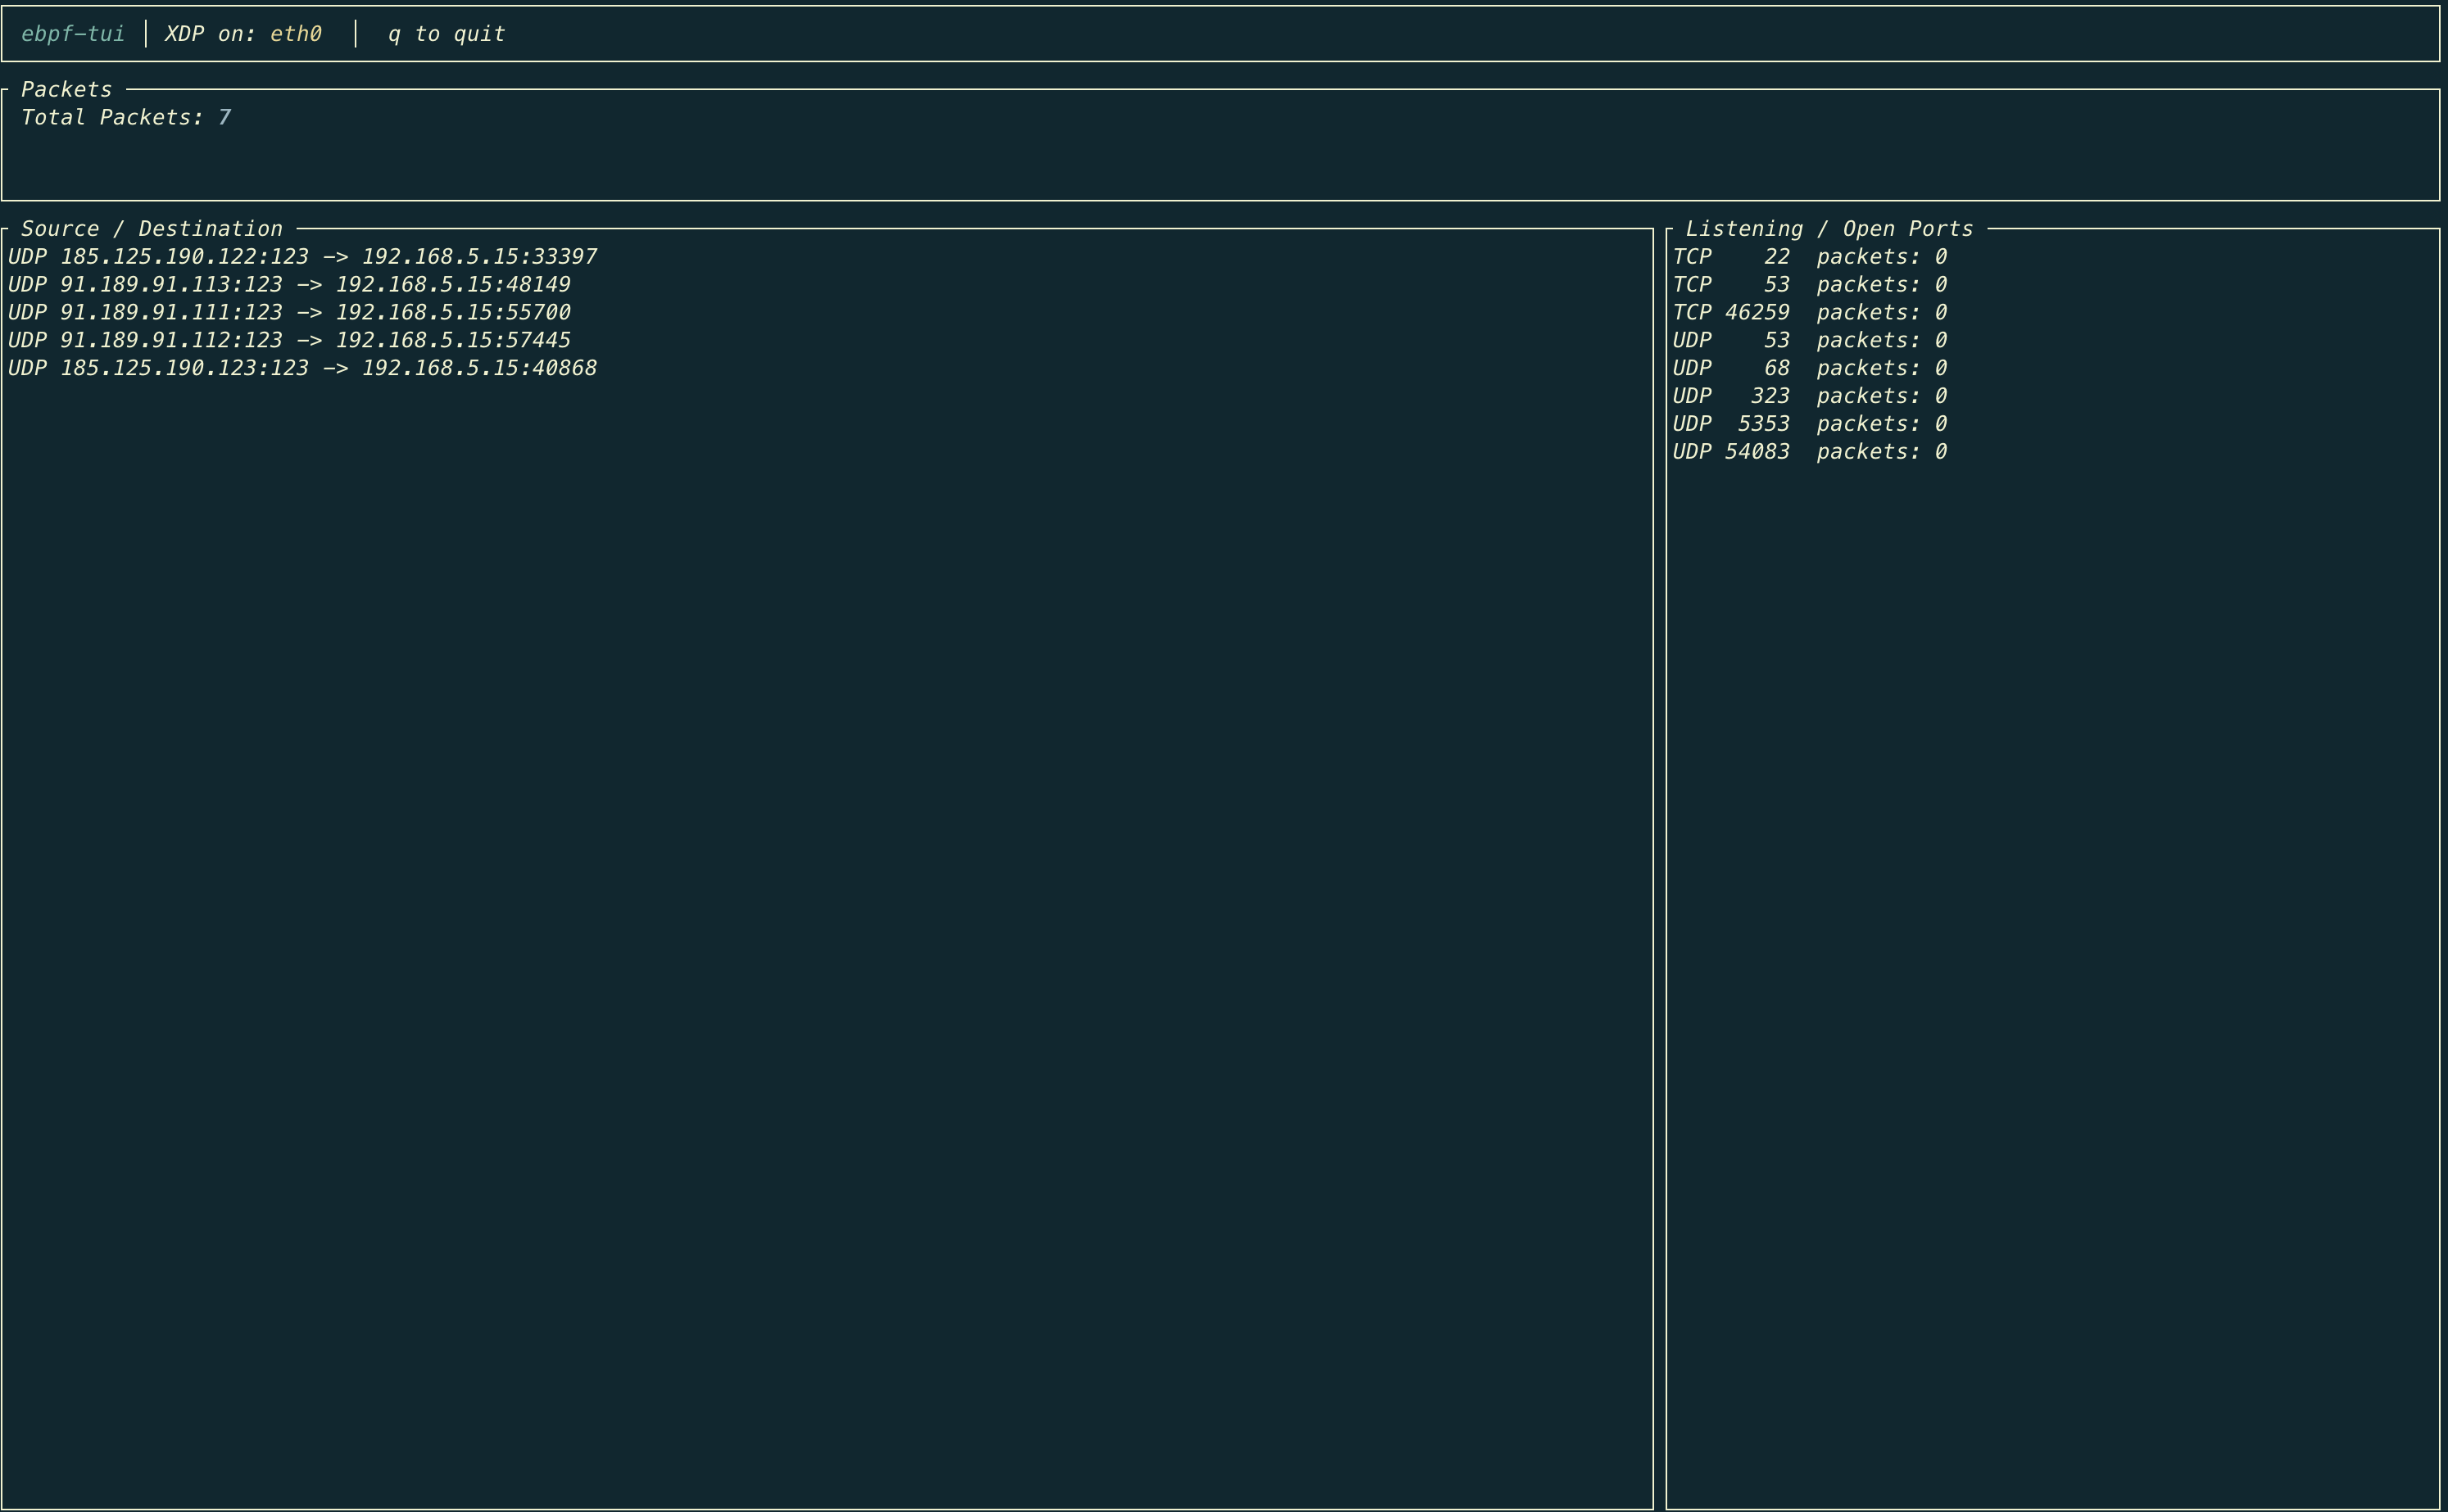 ebpf-tui │ XDP on: eth0 │ q to quit
Packets
Total Packets: 7
Source / Destination
UDP 185.125.190.122:123 -> 192.168.5.15:33397
UDP 91.189.91.113:123 -> 192.168.5.15:48149
UDP 91.189.91.111:123 -> 192.168.5.15:55700
UDP 91.189.91.112:123 -> 192.168.5.15:57445
UDP 185.125.190.123:123 -> 192.168.5.15:40868
Listening / Open Ports
TCP 22 packets: 0
TCP 53 packets: 0
TCP 46259 packets: 0
UDP 53 packets: 0
UDP 68 packets: 0
UDP 323 packets: 0
UDP 5353 packets: 0
UDP 54083 packets: 0